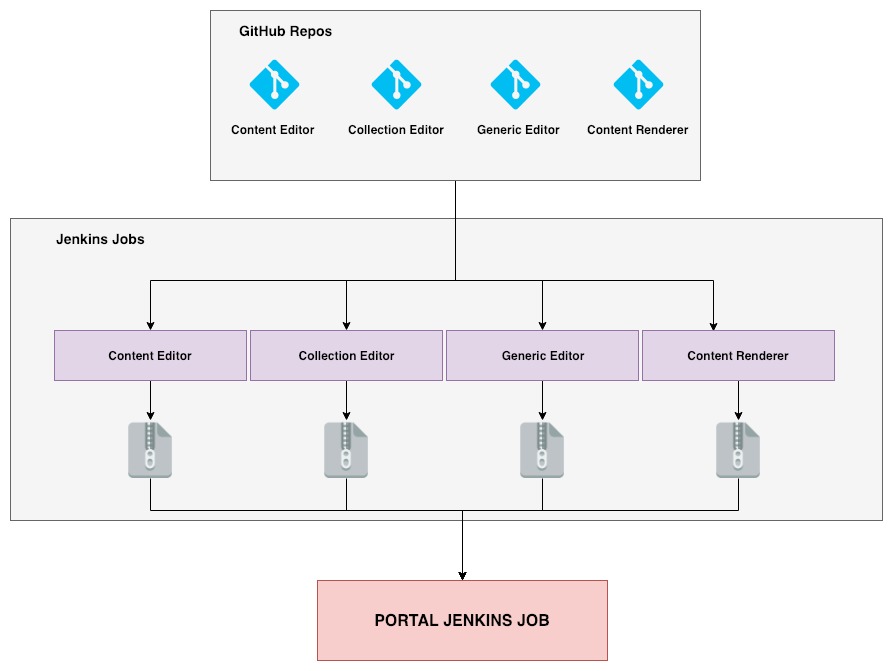 GitHub Repos
Content Editor
Collection Editor
Generic Editor
Content Renderer
Jenkins Jobs
Content Editor
Collection Editor
Generic Editor
Content Renderer
PORTAL JENKINS JOB